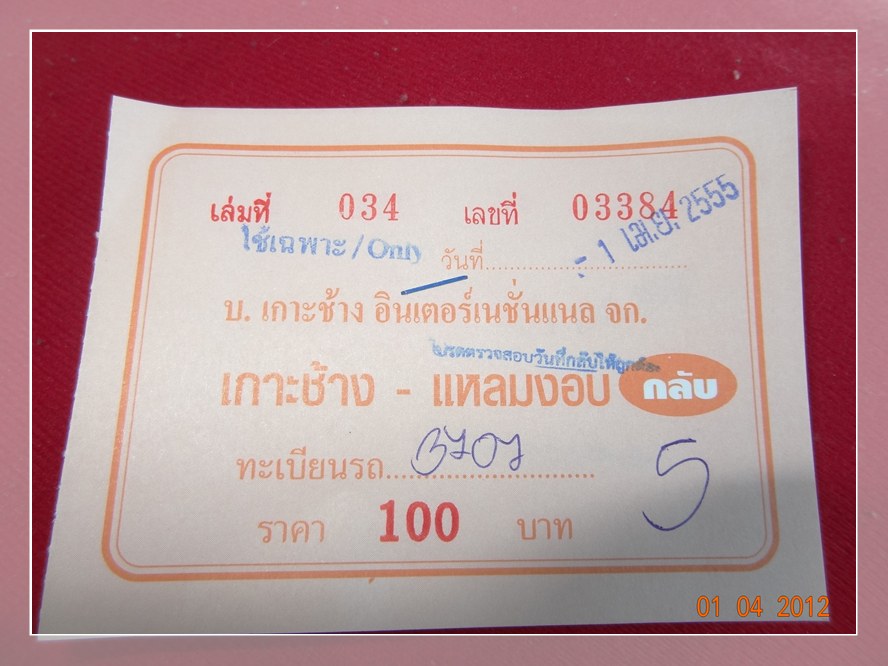 เล่มที่ 034 เลขที่ 03384
ใช้เฉพาะ/Only วันที่ 1 เม.ย. 2555
บ. เกาะช้าง อินเตอร์เนชั่นแนล จก.
โปรดตรวจสอบวันที่กลับให้ถูกต้อง
เกาะช้าง - แหลมงอบ กลับ
ทะเบียนรถ
5
ราคา 100 บาท
01 04 2012